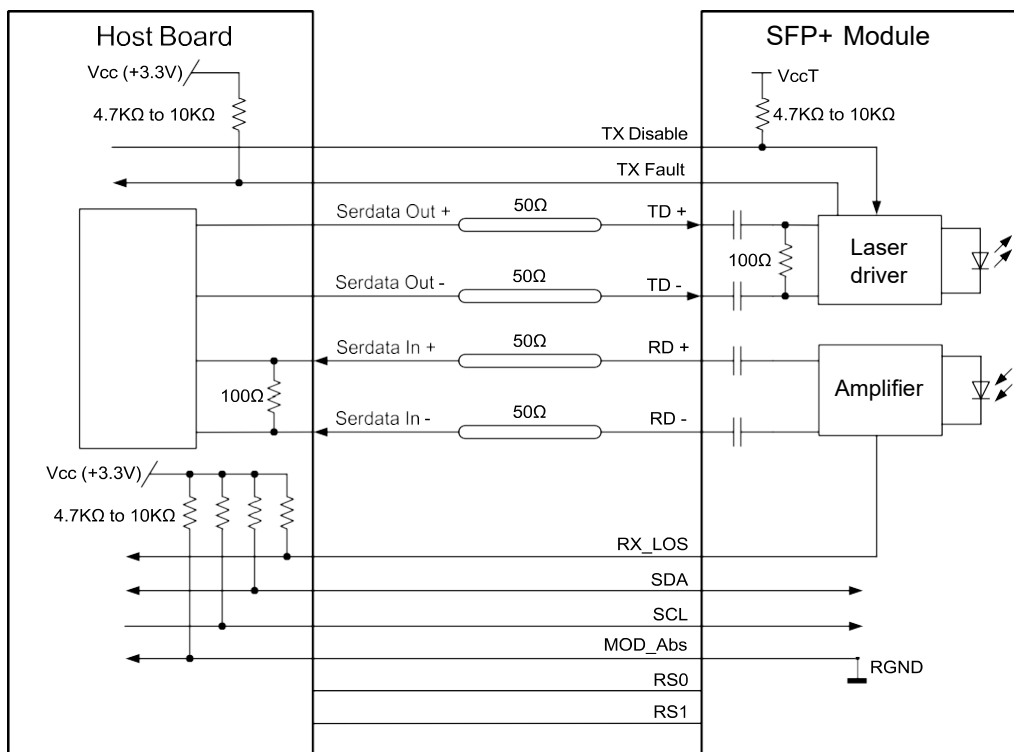 Host Board
SFP+ Module
Vcc (+3.3V)
VccT
4.7KΩ to 10KΩ
4.7KΩ to 10KΩ
TX Disable
TX Fault
Serdata Out +
50Ω
TD +
100Ω
Laser
driver
Serdata Out -
50Ω
TD -
Serdata In +
50Ω
RD +
100Ω
Amplifier
Serdata In -
50Ω
RD -
Vcc (+3.3V)
4.7KΩ to 10KΩ
RX_LOS
SDA
SCL
MOD_Abs
RGND
RS0
RS1